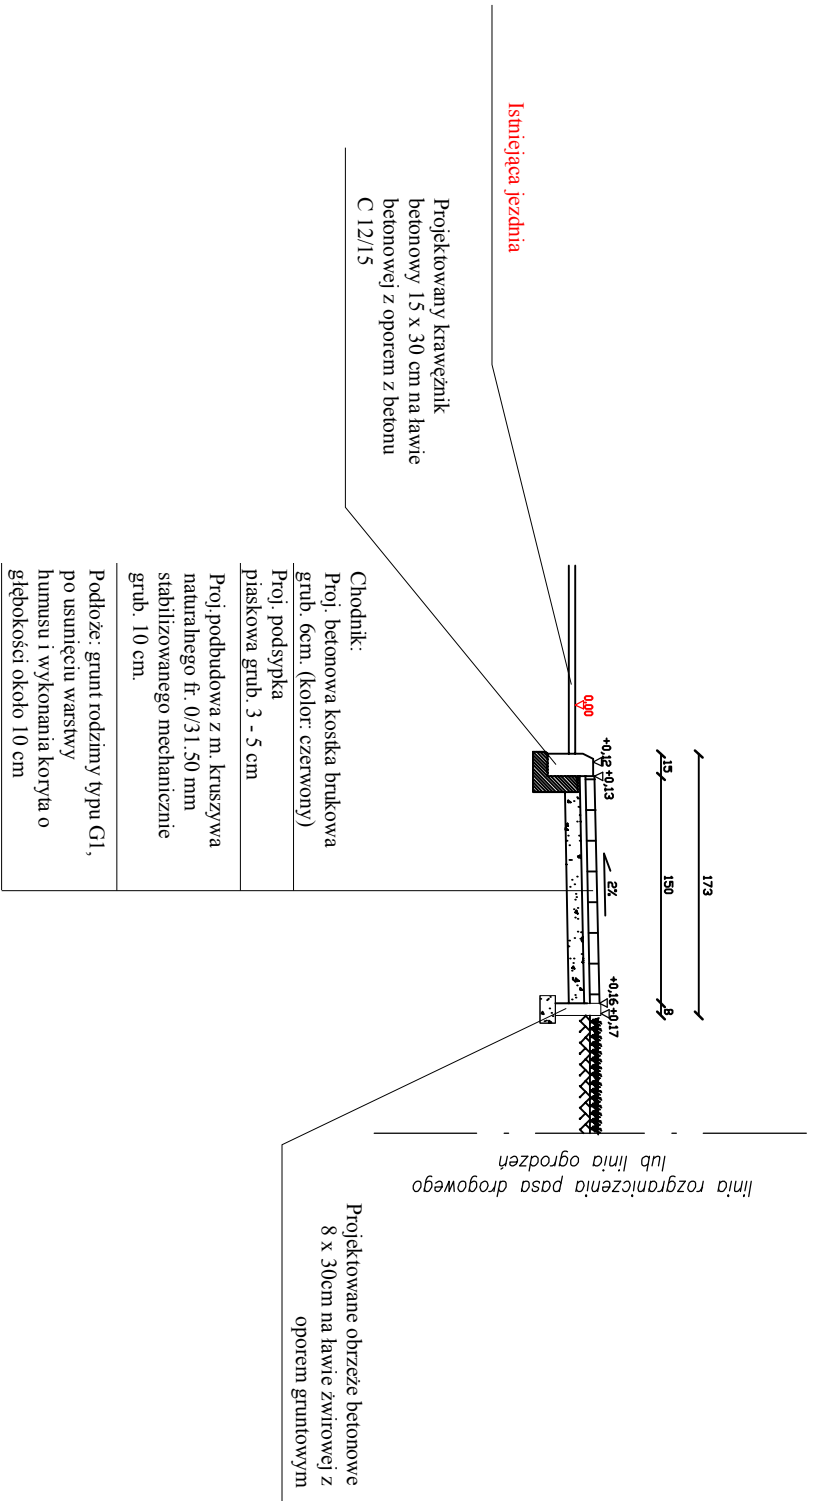 Istniejąca jezdnia
Projektowany krawężnik
betonowy 15 x 30 cm na ławie
betonowej z oporem z betonu
C 12/15
Chodnik:
Proj. betonowa kostka brukowa
grub. 6cm. (kolor: czerwony)
Proj. podsypka
piaskowa grub. 3 - 5 cm
Proj.podbudowa z m. kruszywa
naturalnego fr. 0/31.50 mm
stabilizowanego mechanicznie
grub. 10 cm.
Podłoże: grunt rodzimy typu G1,
po usunięciu warstwy
humusu i wykonania koryta o
głębokości około 10 cm
173
15
150
8
0,00
+0,12
+0,13
2%
+0,16
+0,17
linia rozgraniczenia pasa drogowego
lub linia ogrodzeń
Projektowane obrzeże betonowe
8 x 30cm na ławie żwirowej z
oporem gruntowym